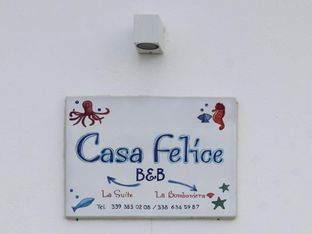 Casa Felice
B&B
La Suite La Bomboniera
Tel. 339 383 02 08 / 338 634 59 87